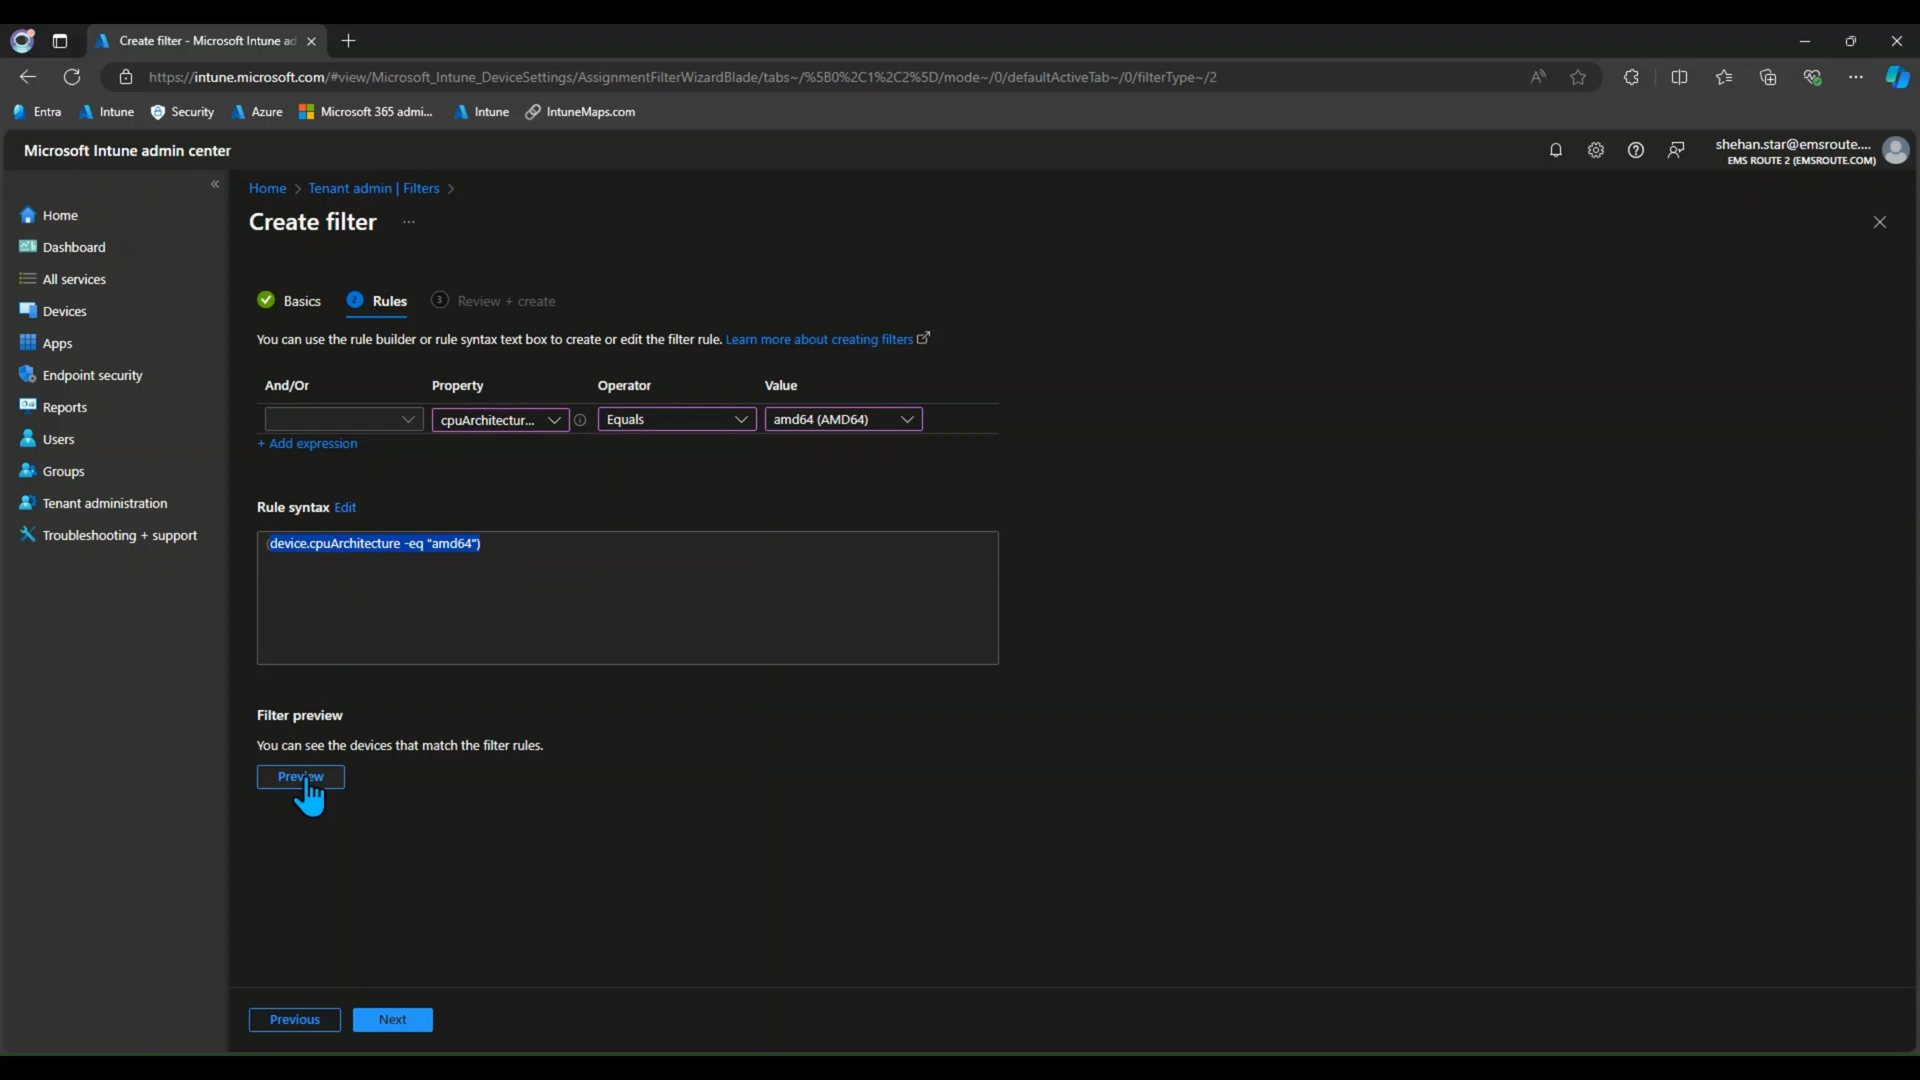 Create filter - Microsoft Intune ad
https://intune.microsoft.com/#view/Microsoft_Intune_DeviceSettings/AssignmentFilterWizardBlade/tabs~/%5B0%2C1%2C2%5D/mode~/0/defaultActiveTab~/0/filterType~/2
Entra Intune Security Azure Microsoft 365 admi... Intune IntuneMaps.com
Microsoft Intune admin center
shehan.star@emsroute....
EMS ROUTE 2 (EMSROUTE.COM)
Home > Tenant admin | Filters >
Create filter ...
Home
Dashboard
All services
Devices
Apps
Endpoint security
Reports
Users
Groups
Tenant administration
Troubleshooting + support
Basics 2 Rules 3 Review + create
You can use the rule builder or rule syntax text box to create or edit the filter rule. Learn more about creating filters
And/Or Property Operator Value
cpuArchitectur... Equals amd64 (AMD64)
+ Add expression
Rule syntax Edit
(device.cpuArchitecture -eq "amd64")
Filter preview
You can see the devices that match the filter rules.
Preview
Previous Next